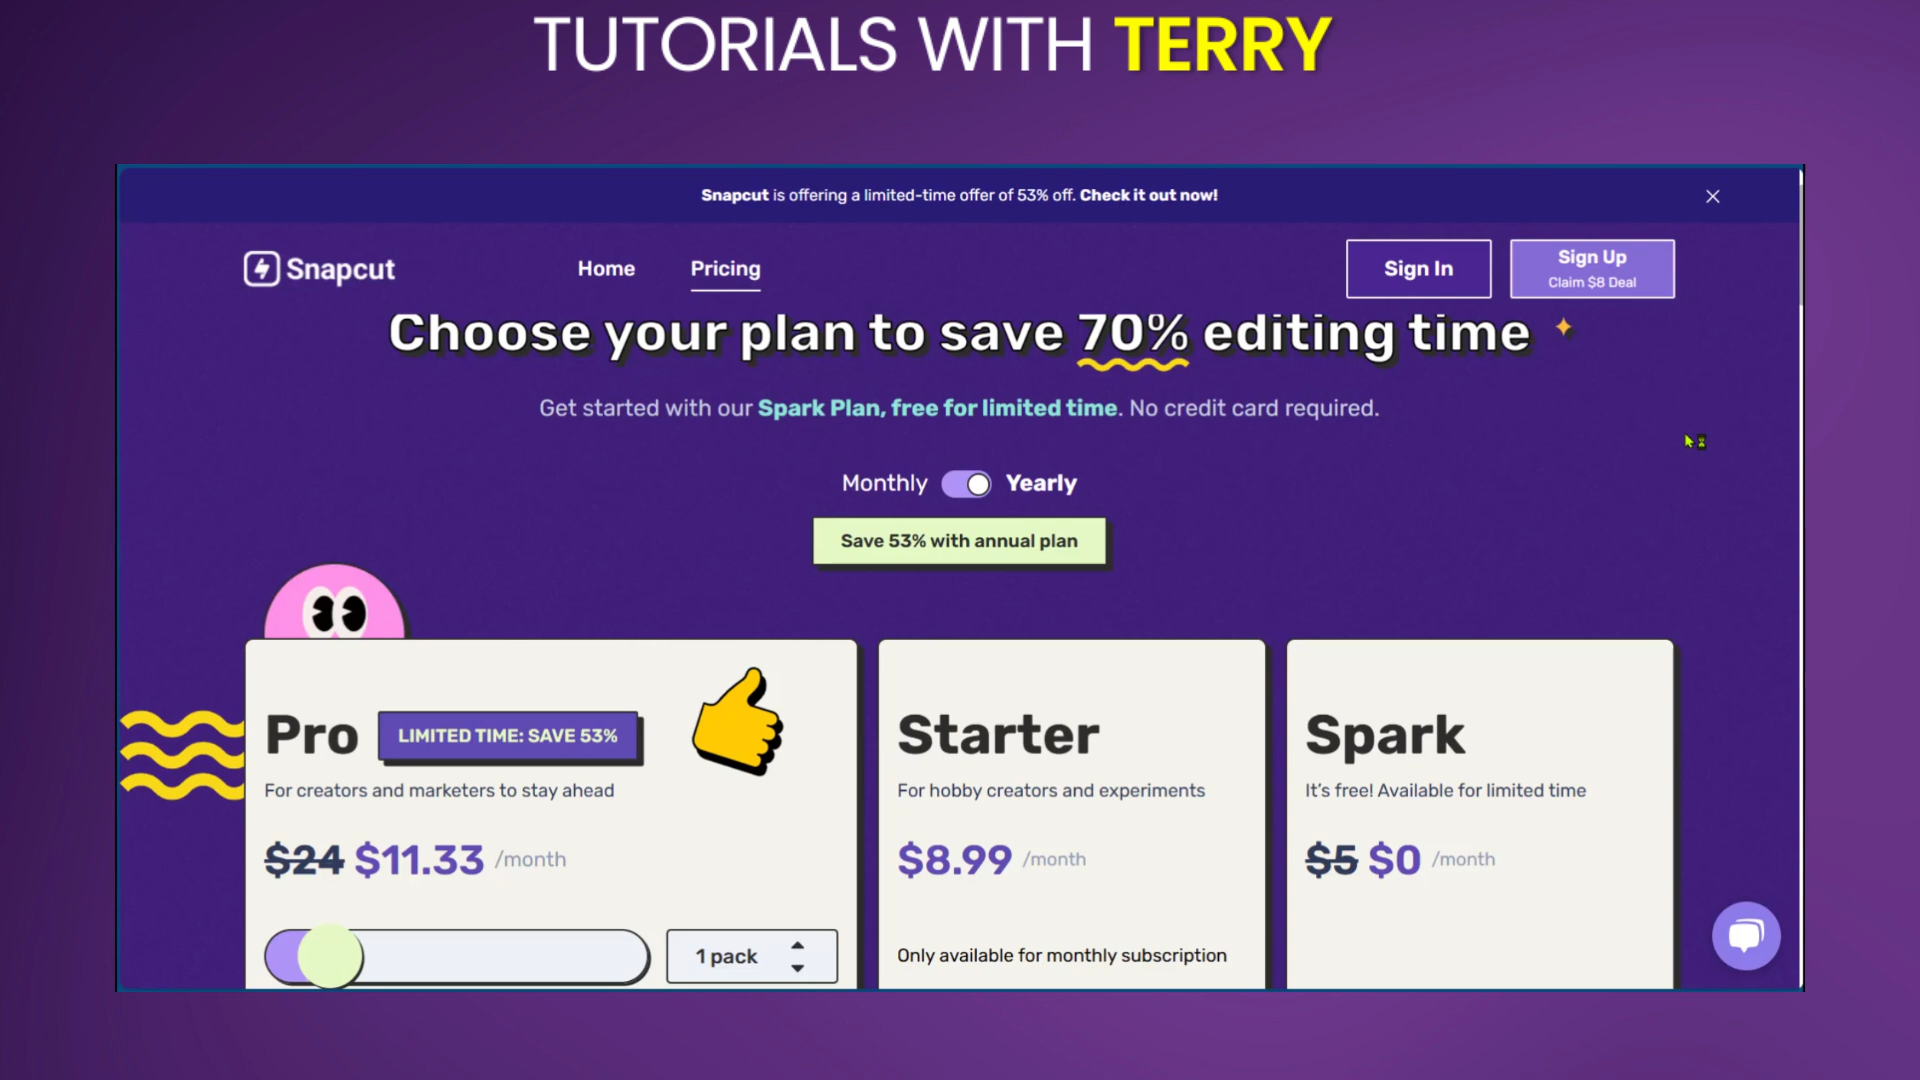 TUTORIALS WITH TERRY
Snapcut is offering a limited-time offer of 53% off. Check it out now!
Snapcut
Home
Pricing
Sign In
Sign Up
Claim $8 Deal
Choose your plan to save 70% editing time
Get started with our Spark Plan, free for limited time. No credit card required.
Monthly
Yearly
Save 53% with annual plan
Pro
LIMITED TIME: SAVE 53%
For creators and marketers to stay ahead
$24 $11.33 /month
1 pack
Starter
For hobby creators and experiments
$8.99 /month
Only available for monthly subscription
Spark
It's free! Available for limited time
$5 $0 /month